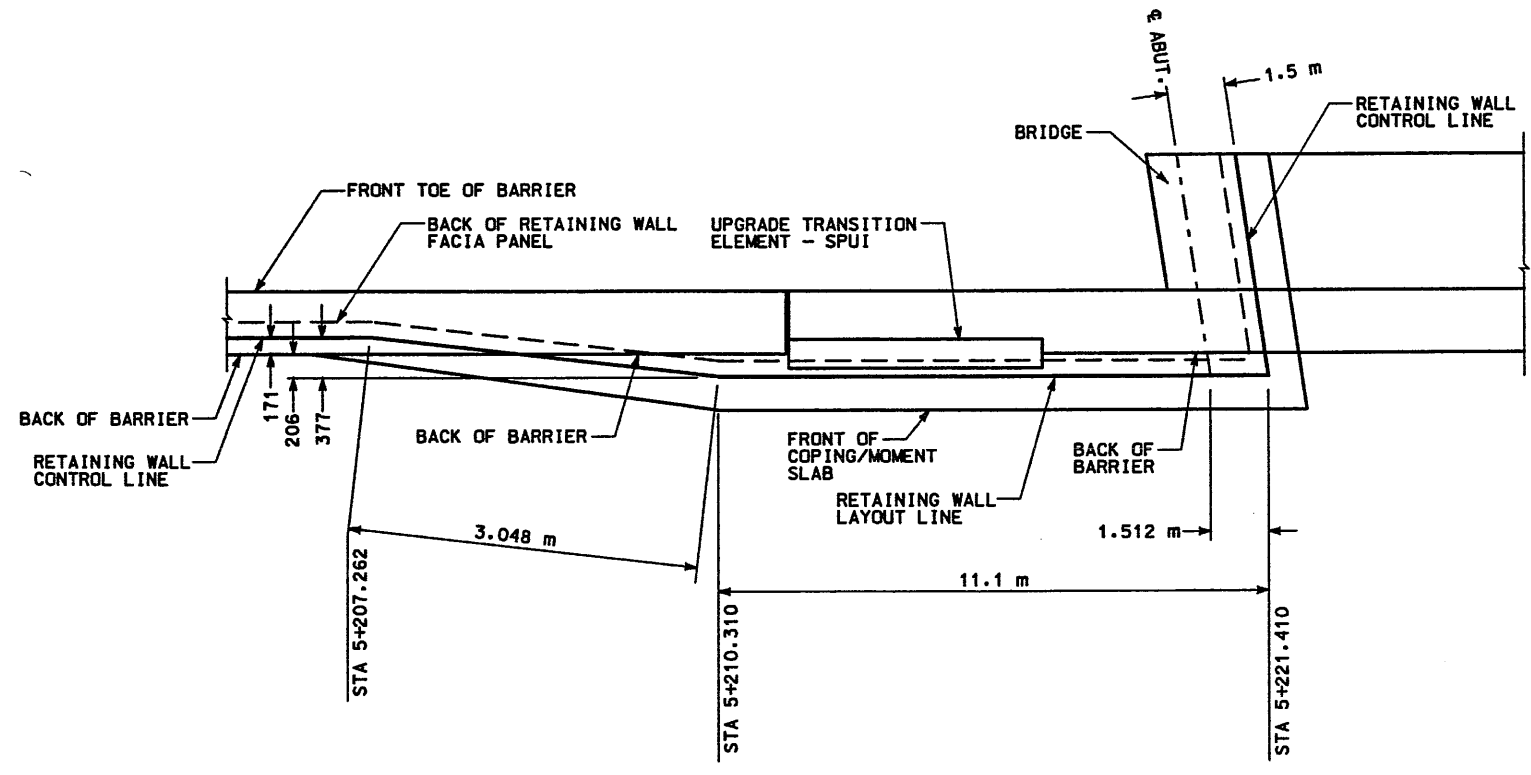 ℄ ABUT.
1.5 m
RETAINING WALL
CONTROL LINE
BRIDGE
FRONT TOE OF BARRIER
BACK OF RETAINING WALL
FACIA PANEL
UPGRADE TRANSITION
ELEMENT - SPUI
171
206
377
BACK OF BARRIER
RETAINING WALL
CONTROL LINE
BACK OF BARRIER
FRONT OF
COPING/MOMENT
SLAB
BACK OF
BARRIER
RETAINING WALL
LAYOUT LINE
3.048 m
1.512 m
11.1 m
STA 5+207.262
STA 5+210.310
STA 5+221.410